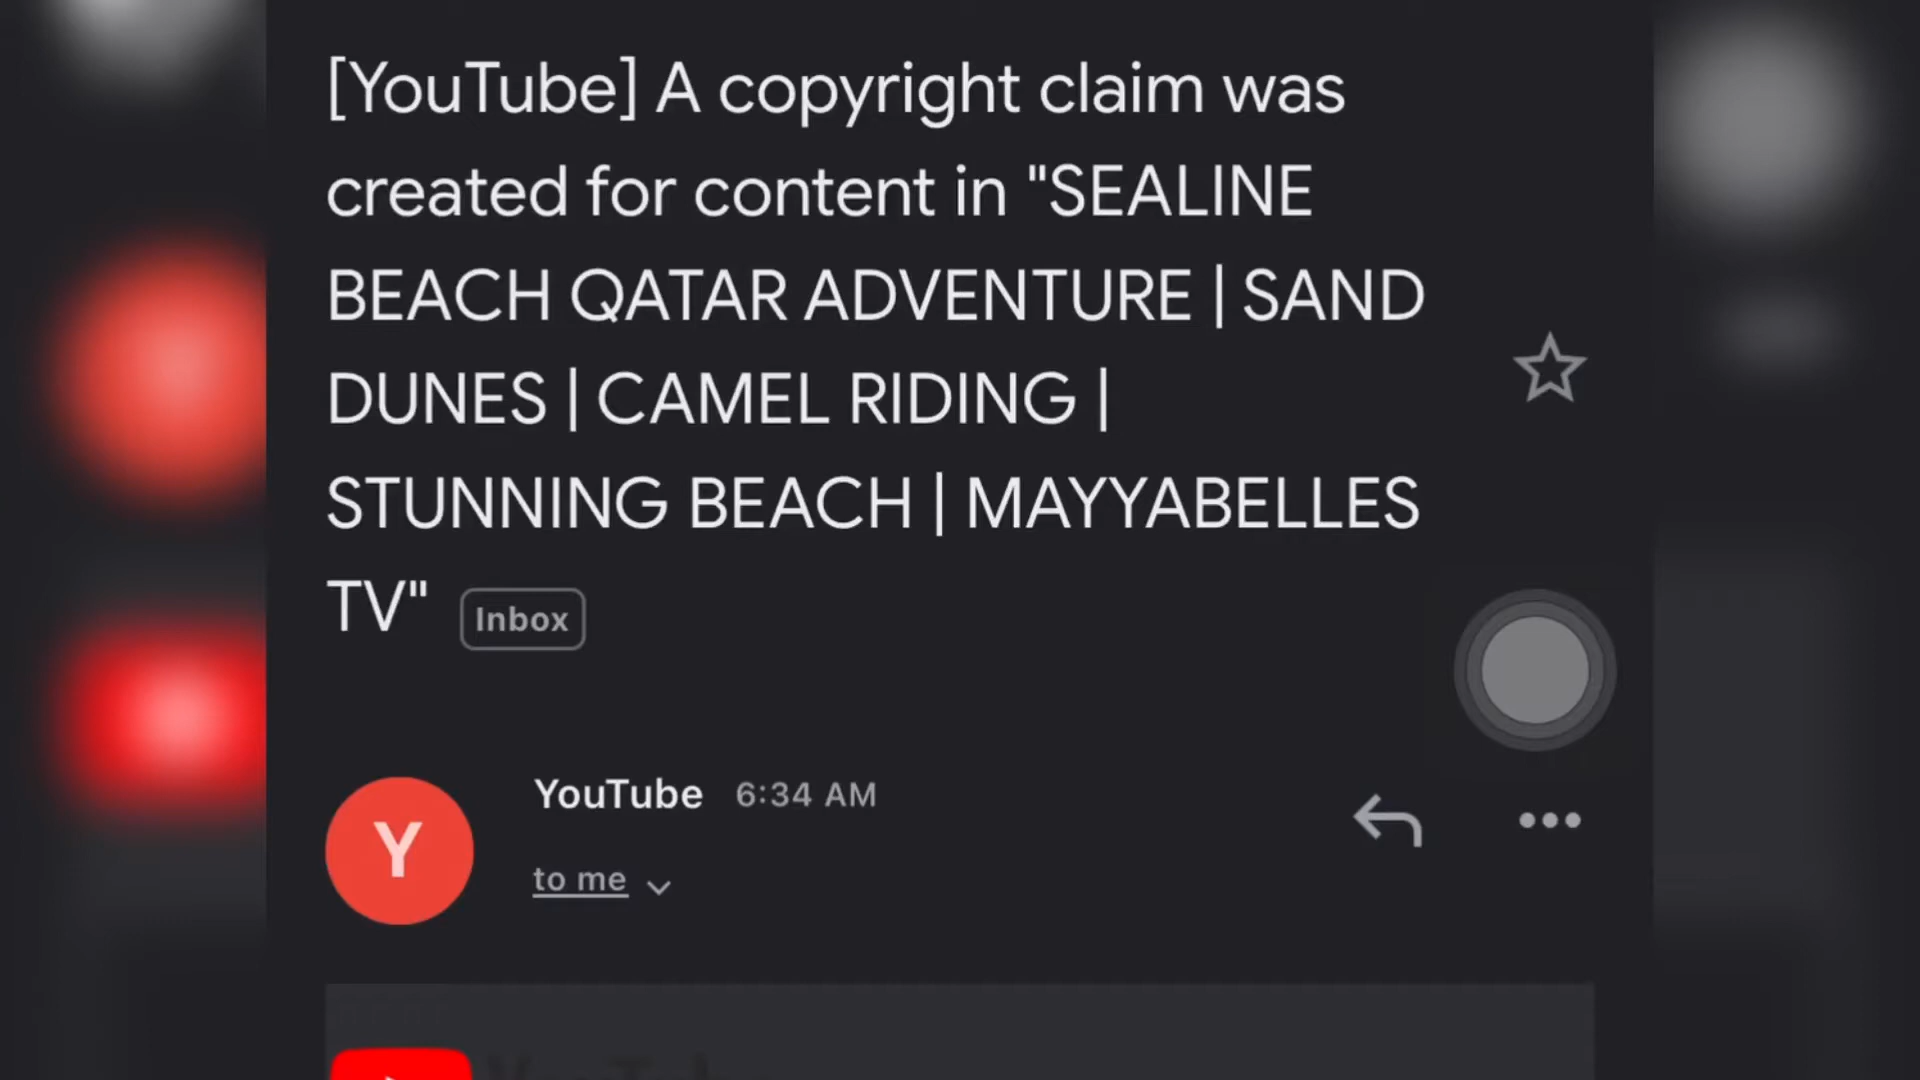 [YouTube] A copyright claim was
created for content in "SEALINE
BEACH QATAR ADVENTURE | SAND
DUNES | CAMEL RIDING |
STUNNING BEACH | MAYYABELLES
TV" Inbox
YouTube 6:34 AM
Y
to me